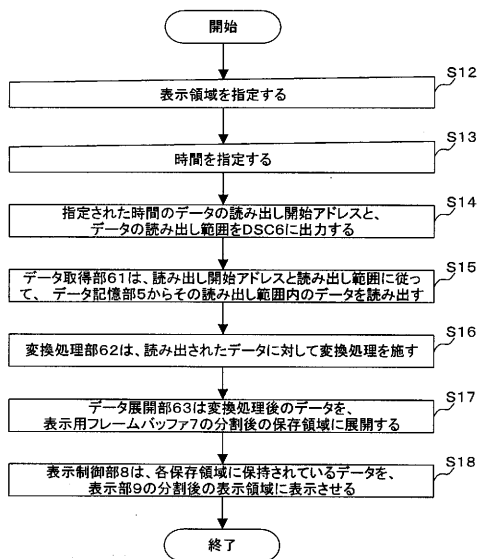 開始
S12
表示領域を指定する
S13
時間を指定する
S14
指定された時間のデータの読み出し開始アドレスと、
データの読み出し範囲をDSC6に出力する
S15
データ取得部61は、読み出し開始アドレスと読み出し範囲に従っ
て、データ記憶部5からその読み出し範囲内のデータを読み出す
S16
変換処理部62は、読み出されたデータに対して変換処理を施す
S17
データ展開部63は変換処理後のデータを、
表示用フレームバッファ7の分割後の保存領域に展開する
S18
表示制御部8は、各保存領域に保持されているデータを、
表示部9の分割後の表示領域に表示させる
終了